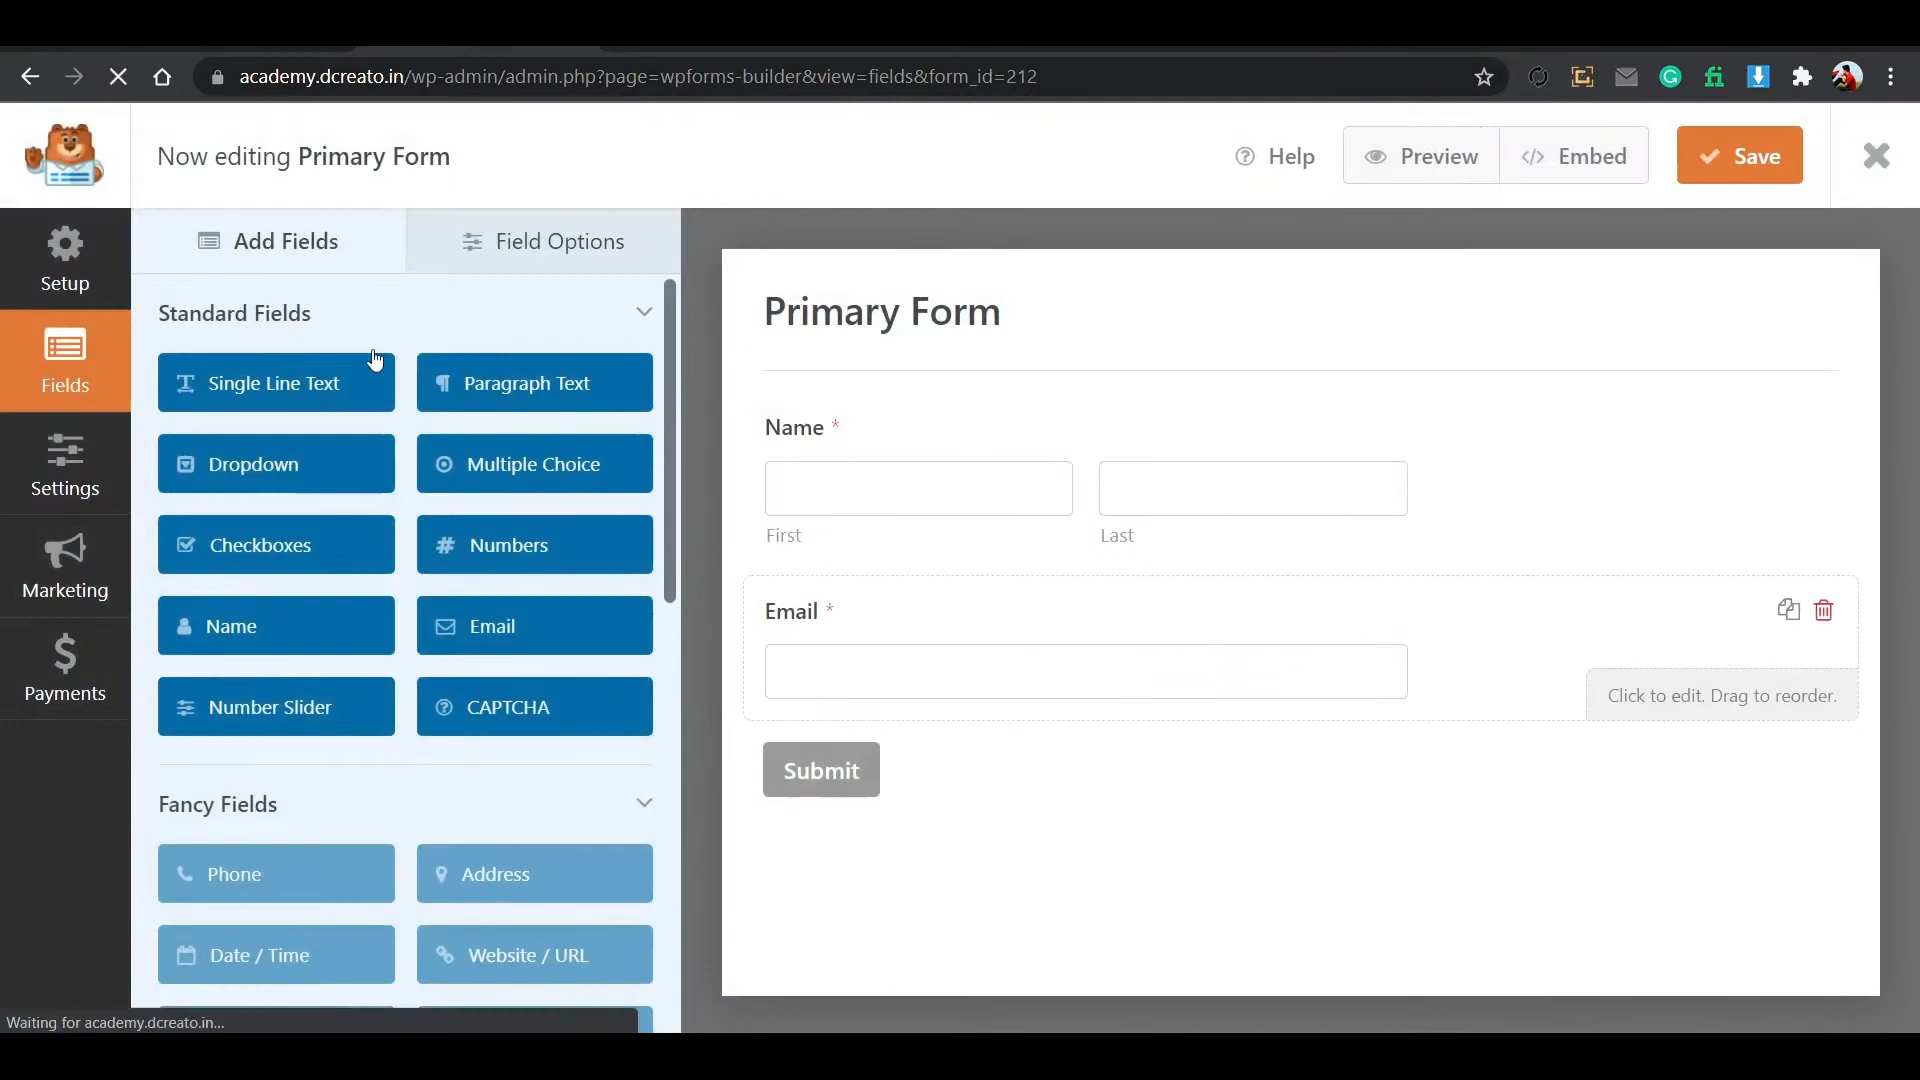 academy.dcreato.in/wp-admin/admin.php?page=wpforms-builder&view=fields&form_id=212
Now editing Primary Form
Help
Preview
Embed
Save
Setup
Fields
Settings
Marketing
Payments
Add Fields
Field Options
Standard Fields
Single Line Text
Paragraph Text
Dropdown
Multiple Choice
Checkboxes
Numbers
Name
Email
Number Slider
CAPTCHA
Fancy Fields
Phone
Address
Date / Time
Website / URL
Primary Form
Name *
First
Last
Email *
Click to edit. Drag to reorder.
Submit
Waiting for academy.dcreato.in...